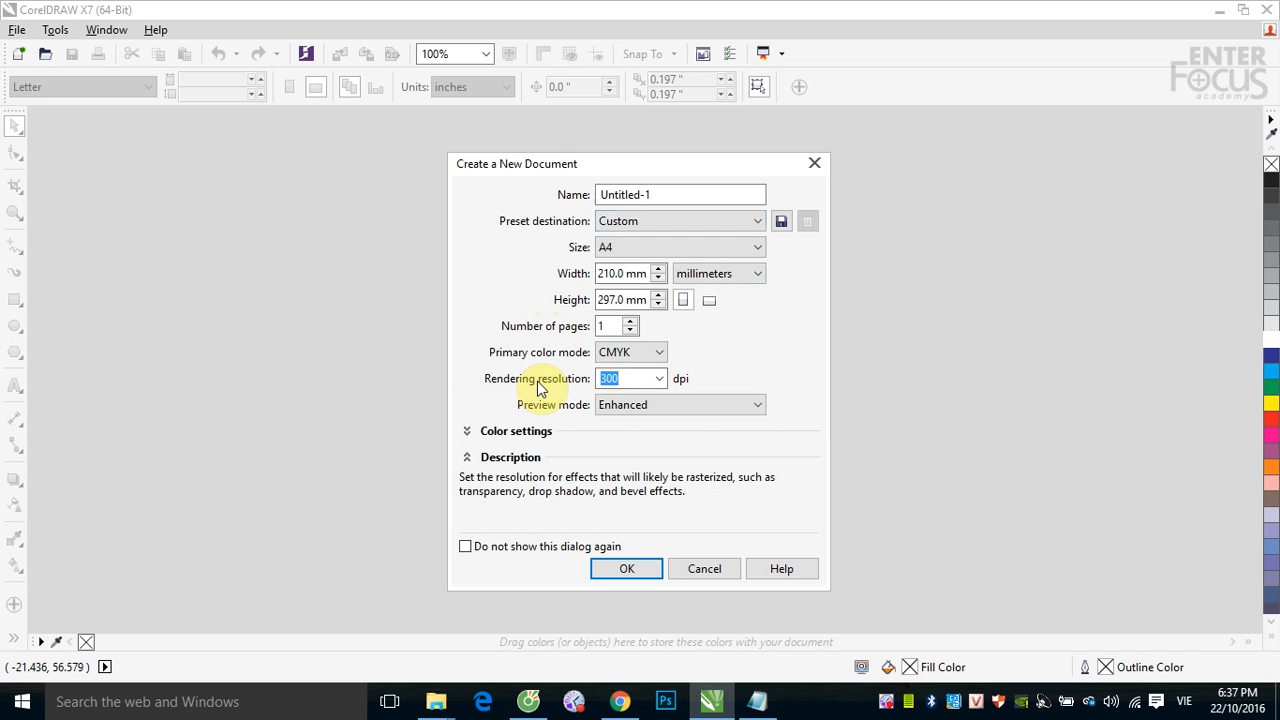 CorelDRAW X7 (64-Bit)
File Tools Window Help
100% Snap To
ENTER
FOCUS
academy
Letter Units: inches 0.0 " 0.197 "
0.197 "
Create a New Document
Name: Untitled-1
Preset destination: Custom
Size: A4
Width: 210.0 mm millimeters
Height: 297.0 mm
Number of pages: 1
Primary color mode: CMYK
Rendering resolution: 300 dpi
Preview mode: Enhanced
Color settings
Description
Set the resolution for effects that will likely be rasterized, such as
transparency, drop shadow, and bevel effects.
Do not show this dialog again
OK Cancel Help
Drag colors (or objects) here to store these colors with your document
( -21.436, 56.579 ) Fill Color Outline Color
Search the web and Windows Ps VIE 6:37 PM
22/10/2016